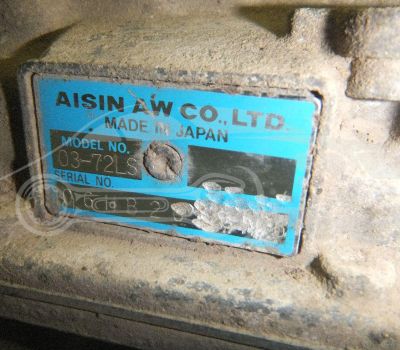 AISIN AW CO., LTD.
MADE IN JAPAN
MODEL NO.
03-72LS
SERIAL NO.